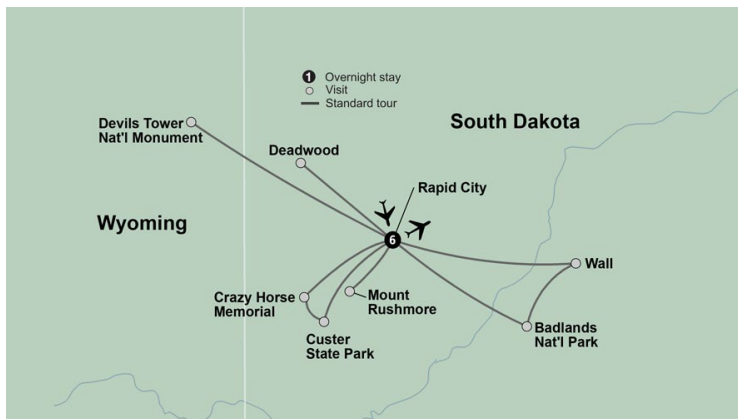 1 Overnight stay
Visit
Standard tour
South Dakota
Devils Tower
Nat'l Monument
Deadwood
Rapid City
Wyoming
6
Wall
Crazy Horse
Memorial
Mount
Rushmore
Custer
State Park
Badlands
Nat'l Park